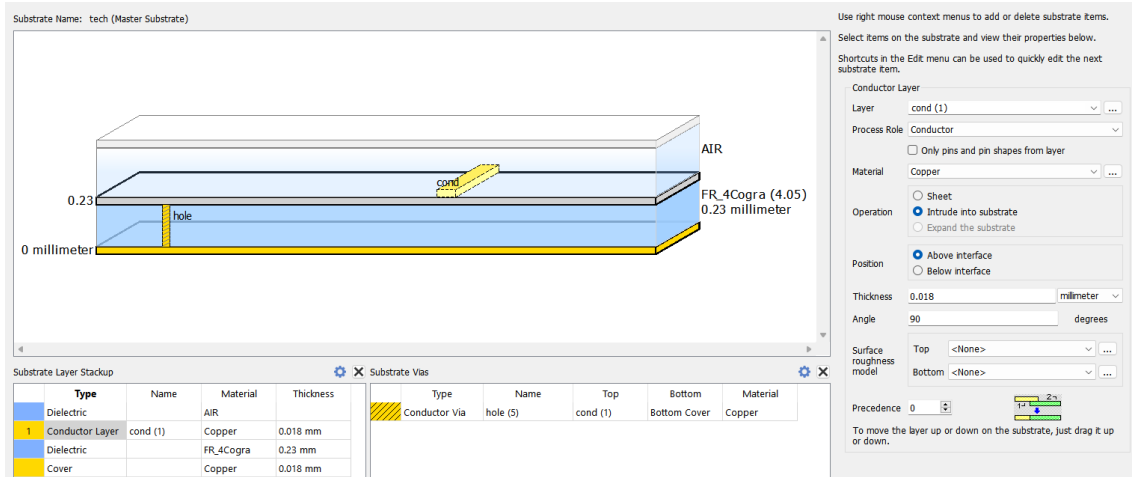 Substrate Name: tech (Master Substrate)
AIR
cond
0.23
FR_4Cogra (4.05)
hole
0.23 millimeter
0 millimeter
Substrate Layer Stackup
Type Name Material Thickness
Dielectric AIR
1 Conductor Layer cond (1) Copper 0.018 mm
Dielectric FR_4Cogra 0.23 mm
Cover Copper 0.018 mm
Substrate Vias
Type Name Top Bottom Material
Conductor Via hole (5) cond (1) Bottom Cover Copper
Use right mouse context menus to add or delete substrate items.
Select items on the substrate and view their properties below.
Shortcuts in the Edit menu can be used to quickly edit the next
substrate item.
Conductor Layer
Layer cond (1) ...
Process Role Conductor
Only pins and pin shapes from layer
Material Copper ...
Operation
Sheet
Intrude into substrate
Expand the substrate
Position
Above interface
Below interface
Thickness 0.018 millimeter
Angle 90 degrees
Surface
roughness
model
Top <None> ...
Bottom <None> ...
Precedence 0
1 2
To move the layer up or down on the substrate, just drag it up
or down.